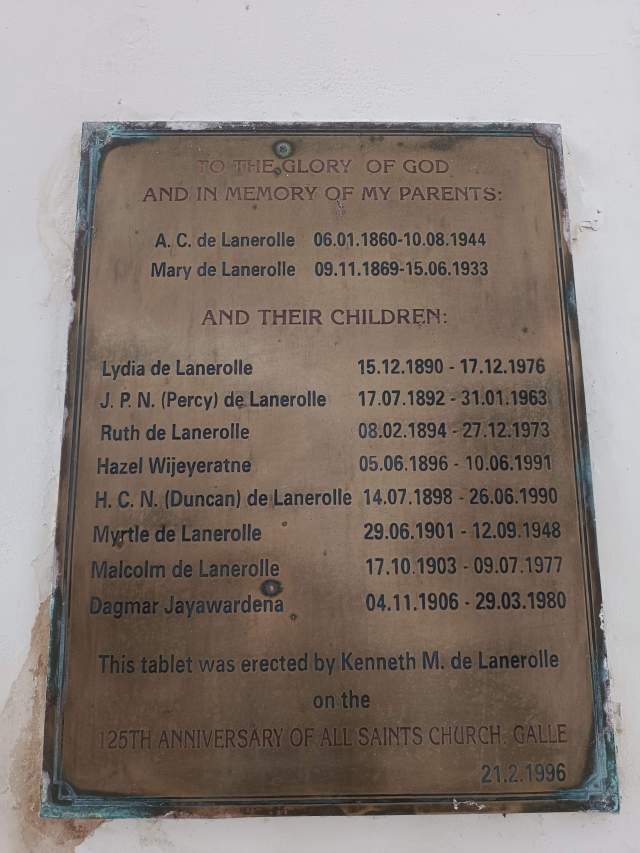 TO THE GLORY OF GOD
AND IN MEMORY OF MY PARENTS:
A. C. de Lanerolle 06.01.1860-10.08.1944
Mary de Lanerolle 09.11.1869-15.06.1933
AND THEIR CHILDREN:
Lydia de Lanerolle 15.12.1890 - 17.12.1976
J. P. N. (Percy) de Lanerolle 17.07.1892 - 31.01.1963
Ruth de Lanerolle 08.02.1894 - 27.12.1973
Hazel Wijeyeratne 05.06.1896 - 10.06.1991
H. C. N. (Duncan) de Lanerolle 14.07.1898 - 26.06.1990
Myrtle de Lanerolle 29.06.1901 - 12.09.1948
Malcolm de Lanerolle 17.10.1903 - 09.07.1977
Dagmar Jayawardena 04.11.1906 - 29.03.1980
This tablet was erected by Kenneth M. de Lanerolle
on the
125TH ANNIVERSARY OF ALL SAINTS CHURCH, GALLE
21.2.1996